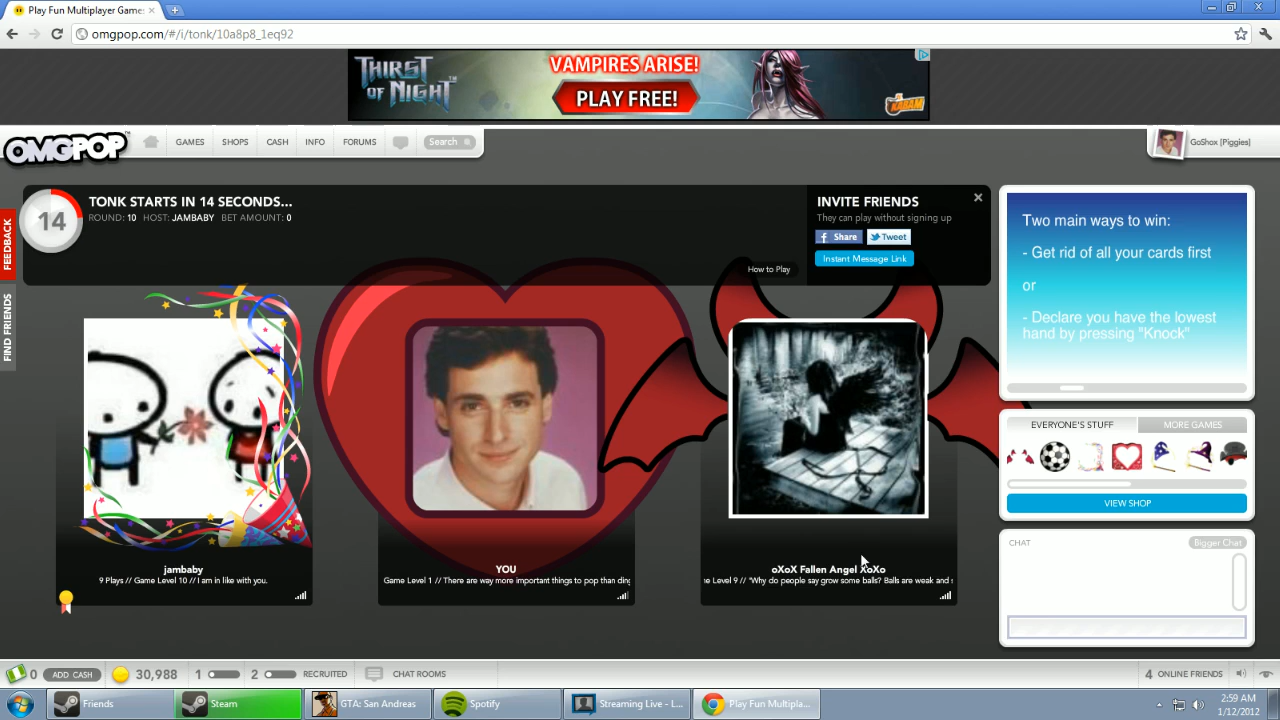 Play Fun Multiplayer Game
omgpop.com/#/i/tonk/10a8p8_1eq92
THIRST OF NIGHT™
VAMPIRES ARISE!
PLAY FREE!
KABAM
OMGPOP
GAMES
SHOPS
CASH
INFO
FORUMS
Search
GoShox [Piggies]
14
TONK STARTS IN 14 SECONDS...
ROUND: 10 HOST: JAMBABY BET AMOUNT: 0
How to Play
INVITE FRIENDS
They can play without signing up
Share
Tweet
Instant Message Link
FEEDBACK
FIND FRIENDS
Two main ways to win:
- Get rid of all your cards first
or
- Declare you have the lowest
hand by pressing "Knock"
EVERYONE'S STUFF
MORE GAMES
VIEW SHOP
CHAT
Bigger Chat
jambaby
9 Plays // Game Level 10 // I am in like with you.
YOU
Game Level 1 // There are way more important things to pop than
oXoX Fallen Angel XoXo
Level 9 // "Why do people say grow some balls? Balls are weak and
0
ADD CASH
30,988
1
2
RECRUITED
CHAT ROOMS
4 ONLINE FRIENDS
Friends
Steam
GTA: San Andreas
Spotify
Streaming Live - L...
"Play Fun Multipla...
2:59 AM
1/12/2012